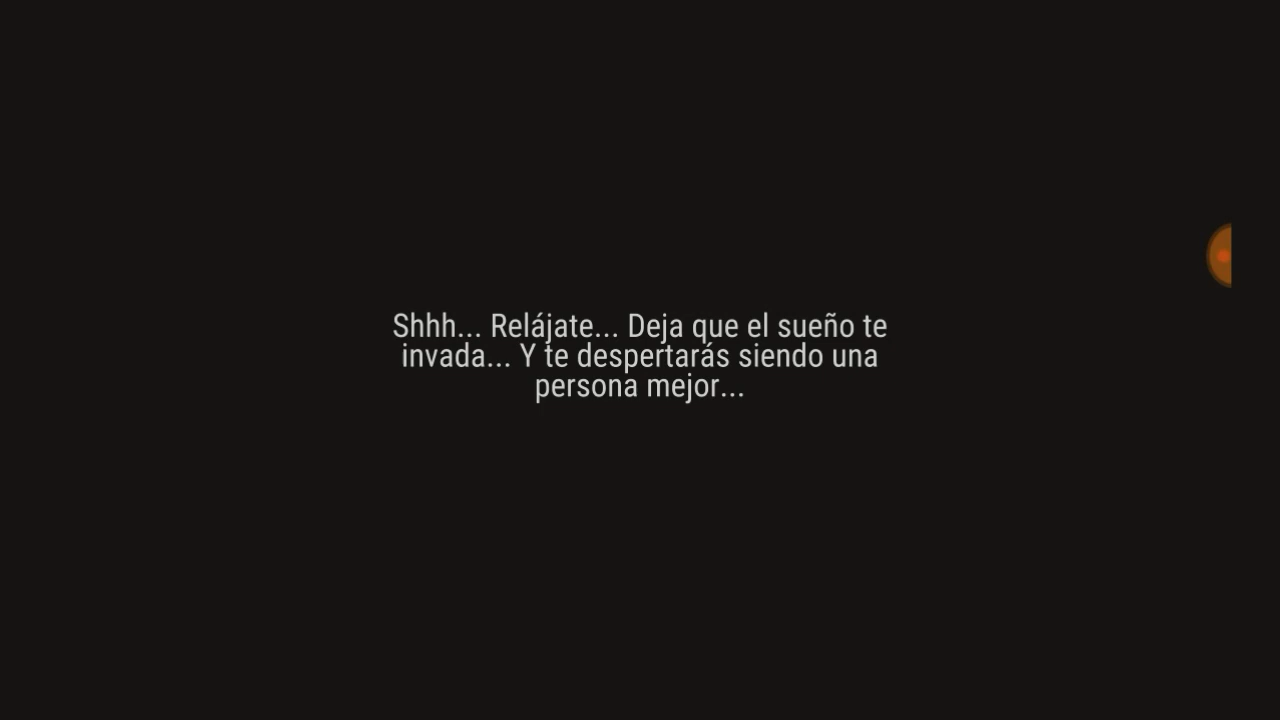 Shhh... Relájate... Deja que el sueño te
invada... Y te despertarás siendo una
persona mejor...